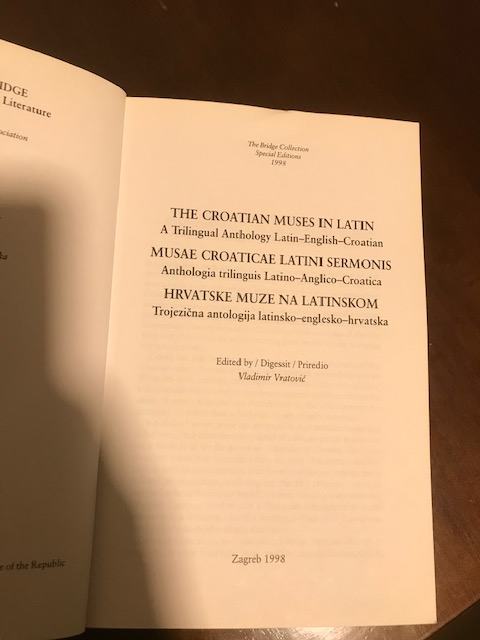 Literature
The Bridge Collection
Special Editions
1998
THE CROATIAN MUSES IN LATIN
A Trilingual Anthology Latin–English–Croatian
MUSAE CROATICAE LATINI SERMONIS
Anthologia trilinguis Latino–Anglico–Croatica
HRVATSKE MUZE NA LATINSKOM
Trojezična antologija latinsko–englesko–hrvatska
Edited by / Digessit / Priredio
Vladimir Vratović
Zagreb 1998
of the Republic